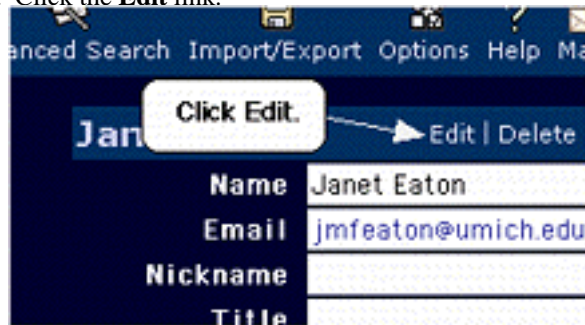 Click the Edit link.
anced Search Import/Export Options Help Ma
Click Edit.
Jan
Edit | Delete
Name Janet Eaton
Email jmfeaton@umich.edu
Nickname
Title